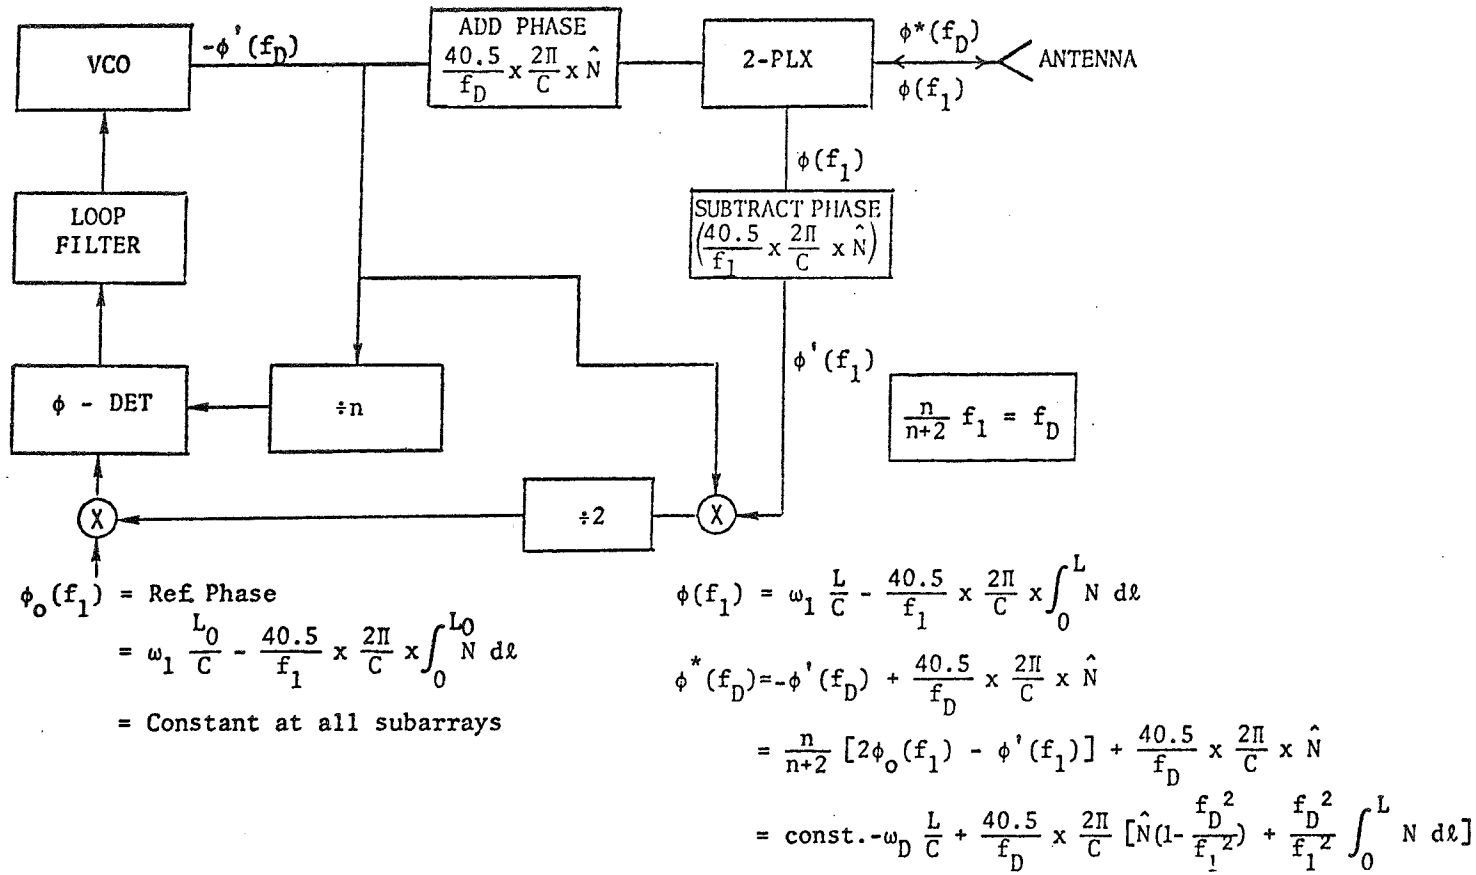 VCO
-ϕ'(f_D)
ADD PHASE
40.5/f_D x 2Π/C x N̂
2-PLX
ϕ*(f_D)
ϕ(f_1)
ANTENNA
ϕ(f_1)
LOOP
FILTER
SUBTRACT PHASE
(40.5/f_1 x 2Π/C x N̂)
ϕ'(f_1)
ϕ - DET
÷n
n/n+2 f_1 = f_D
X
÷2
X
ϕ_o(f_1) = Ref. Phase
= ω_1 L_0/C - 40.5/f_1 x 2Π/C x ∫_0^L_0 N dℓ
= Constant at all subarrays
ϕ(f_1) = ω_1 L/C - 40.5/f_1 x 2Π/C x ∫_0^L N dℓ
ϕ*(f_D)=-ϕ'(f_D) + 40.5/f_D x 2Π/C x N̂
= n/n+2 [2ϕ_o(f_1) - ϕ'(f_1)] + 40.5/f_D x 2Π/C x N̂
= const.-ω_D L/C + 40.5/f_D x 2Π/C [N̂(1-f_D^2/f_1^2) + f_D^2/f_1^2 ∫_0^L N dℓ]